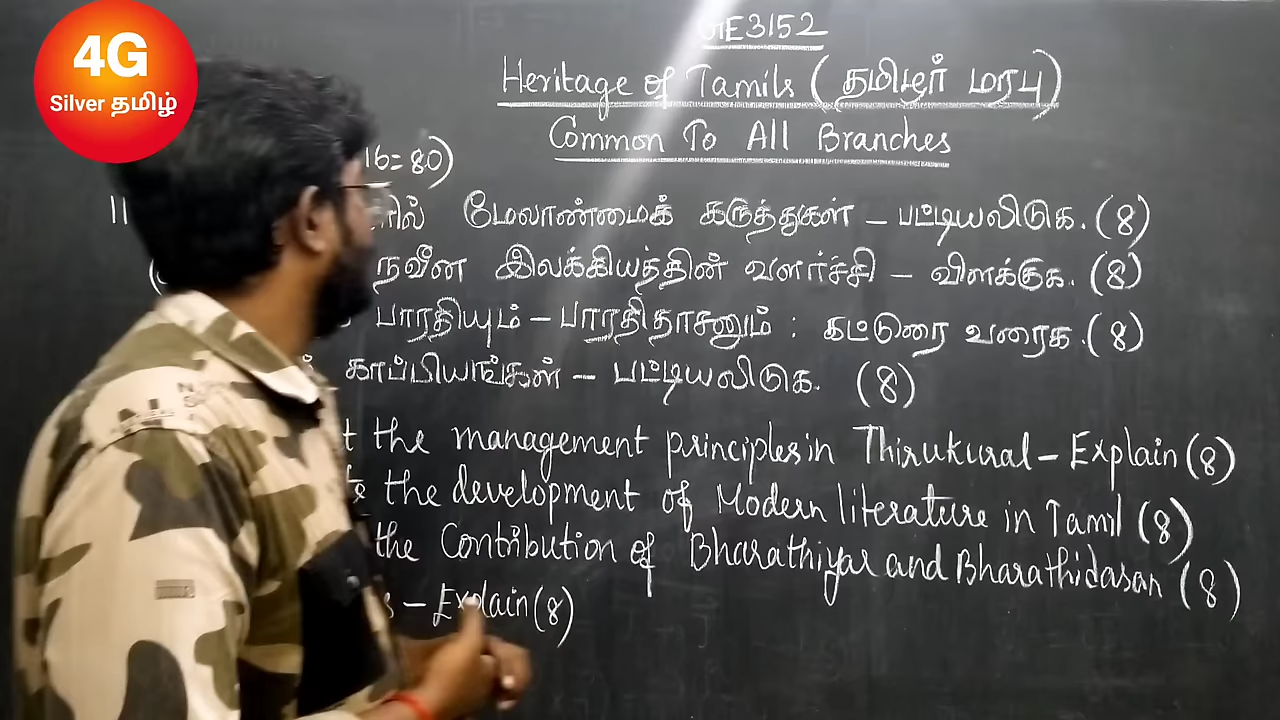 4G
Silver தமிழ்
GE3152
Heritage of Tamils (தமிழர் மரபு)
Common To All Branches
16=80)
11
மேலாண்மைக் கருத்துகள் – பட்டியலிடுக. (8)
நவீன இலக்கியத்தின் வளர்ச்சி – விளக்குக. (8)
பாரதியும் – பாரதிதாசனும் : கட்டுரை வரைக. (8)
காப்பியங்கள் – பட்டியலிடுக. (8)
the management principles in Thirukural – Explain (8)
the development of Modern literature in Tamil (8)
the Contribution of Bharathiyar and Bharathidasan (8)
– Explain (8)